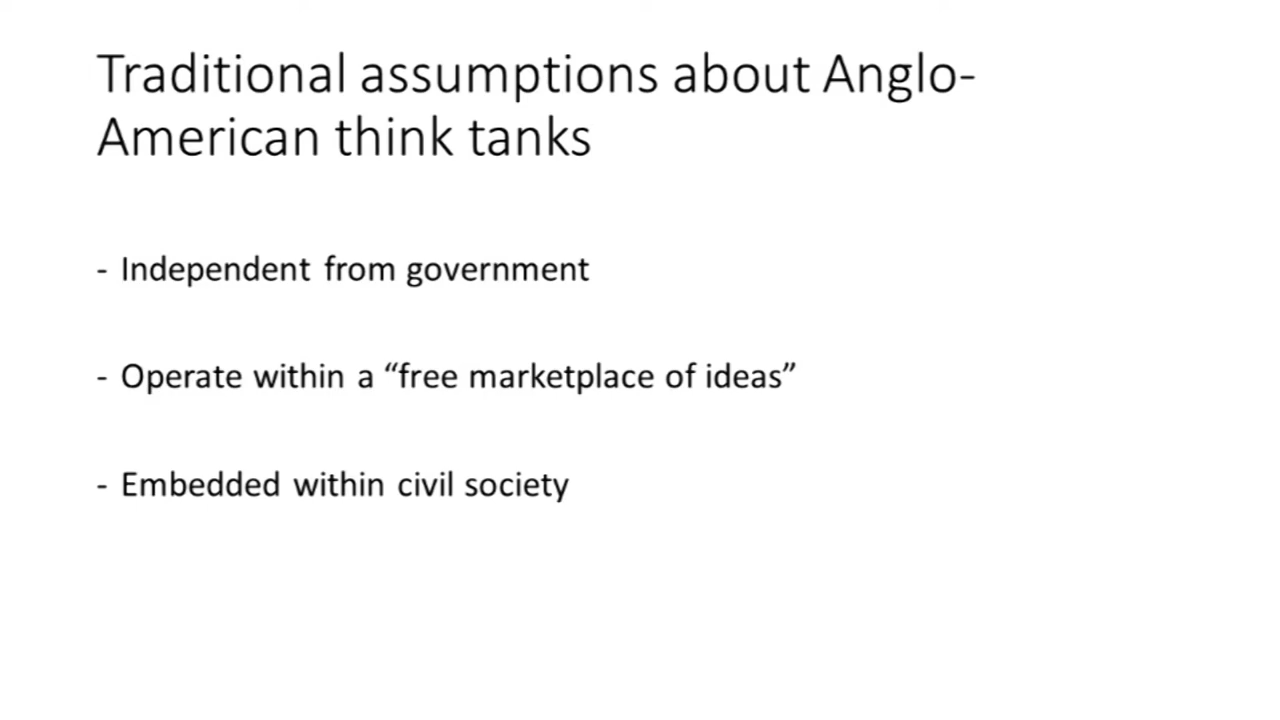 Traditional assumptions about Anglo-
American think tanks
- Independent from government
- Operate within a “free marketplace of ideas”
- Embedded within civil society